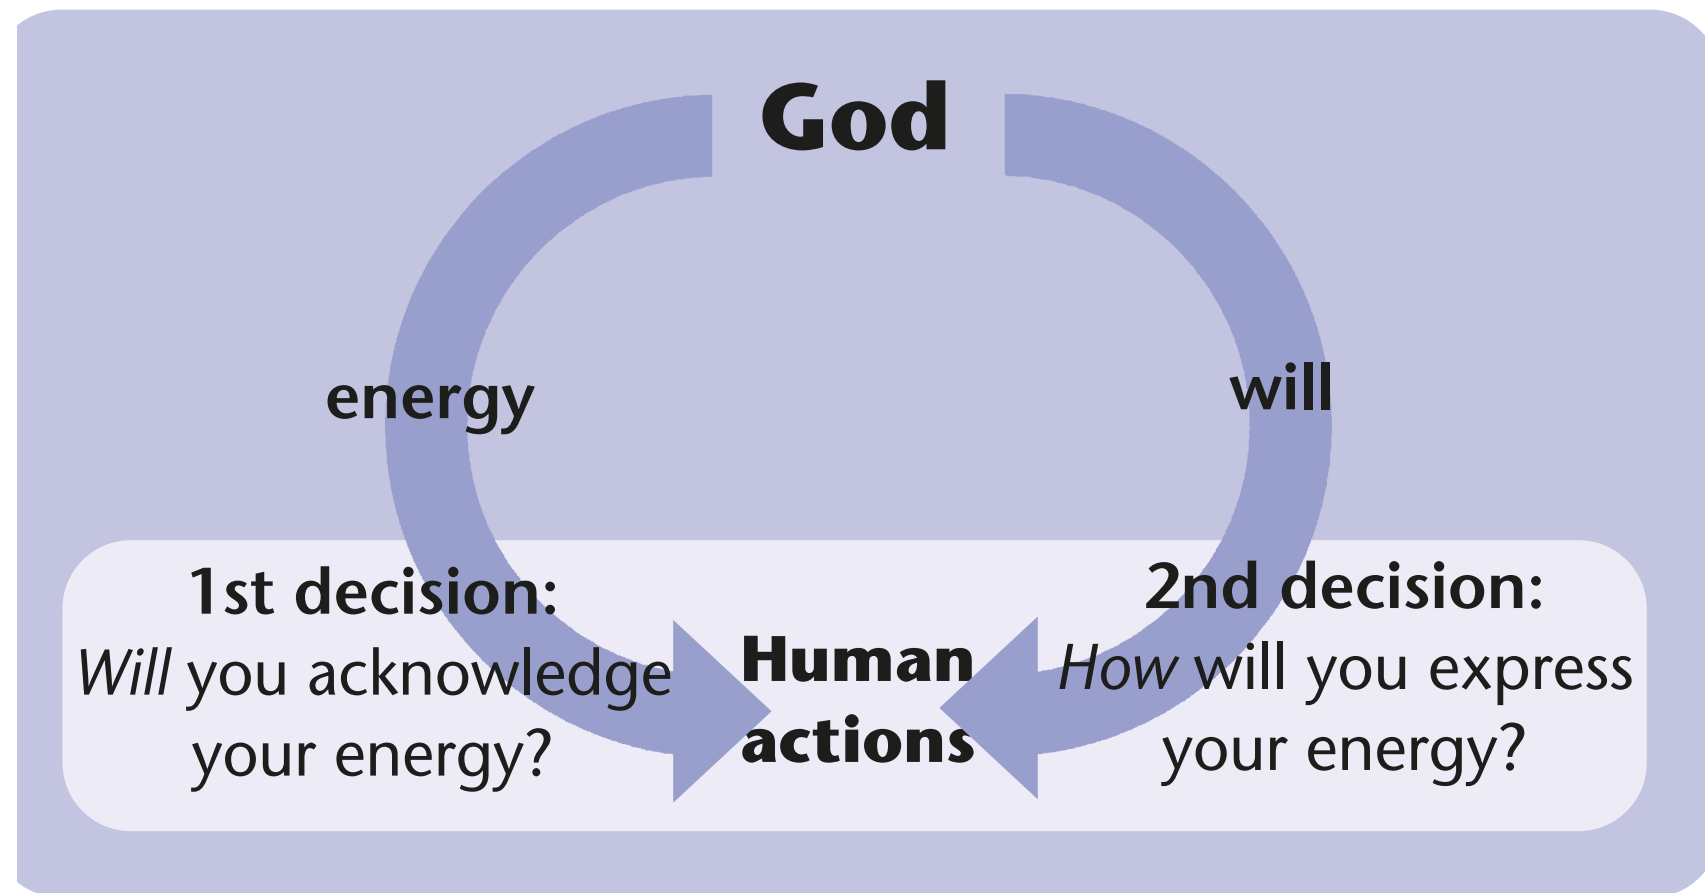 God
energy
will
1st decision:
Will you acknowledge
your energy?
Human
actions
2nd decision:
How will you express
your energy?